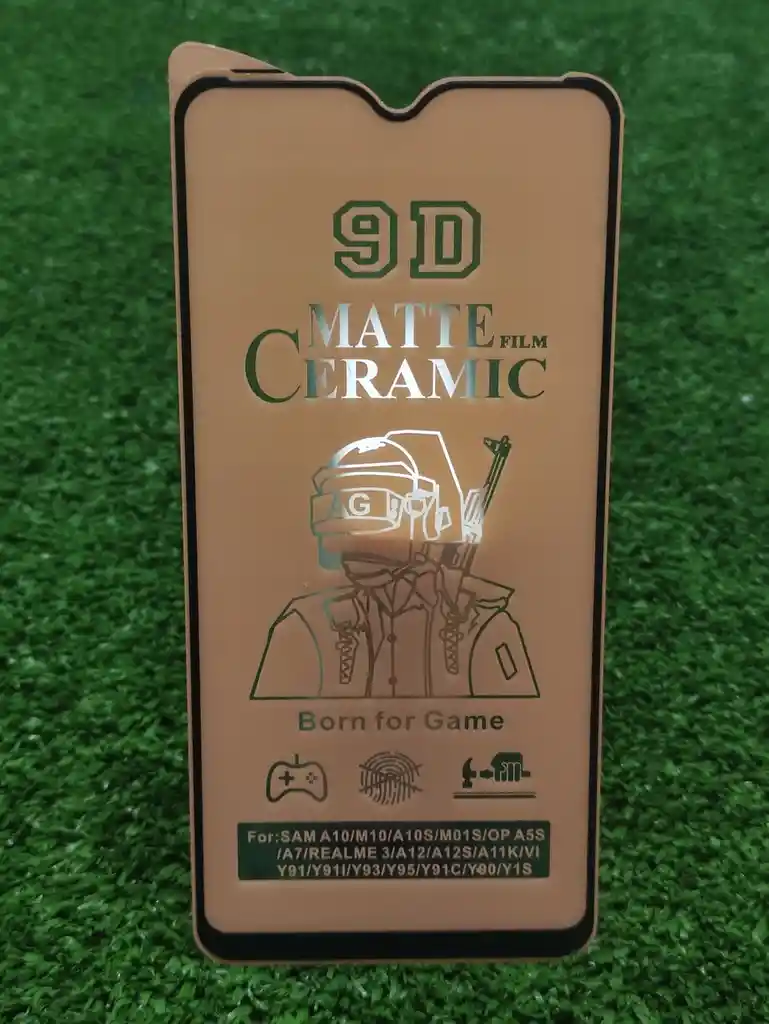 9D
MATTE FILM
CERAMIC
AG
Born for Game
For:SAM A10/M10/A10S/M01S/OP A5S
/A7/REALME 3/A12/A12S/A11K/VI
Y91/Y91I/Y93/Y95/Y91C/Y90/Y1S